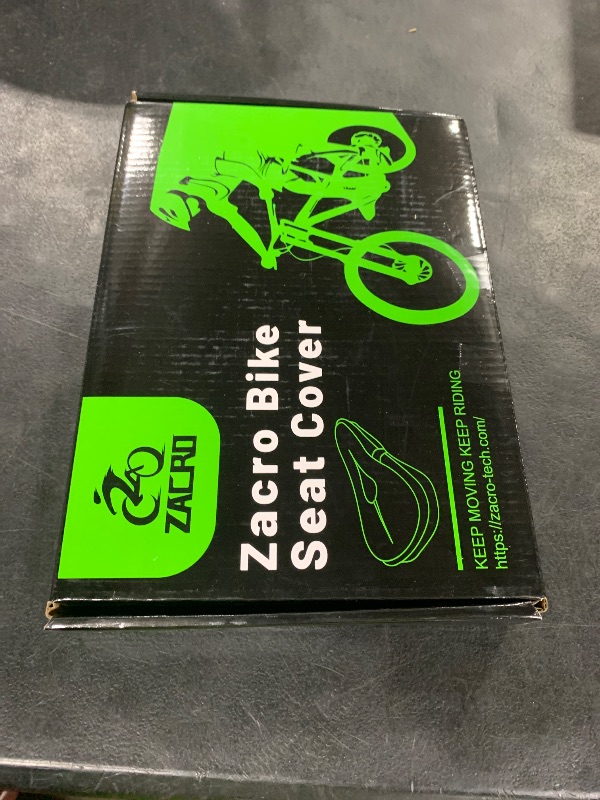 ZACRO
Zacro Bike
Seat Cover
KEEP MOVING KEEP RIDING
https://zacro-tech.com/